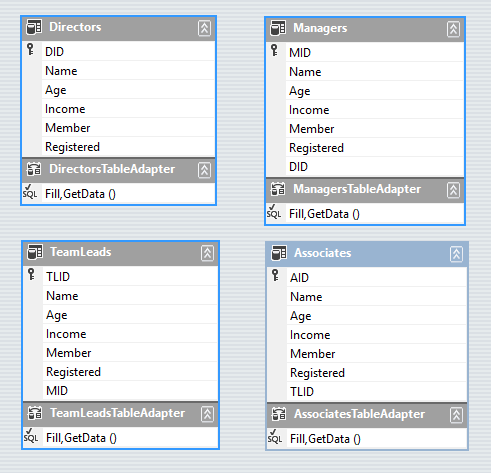 Directors
DID
Name
Age
Income
Member
Registered
DirectorsTableAdapter
SQL Fill,GetData ()
Managers
MID
Name
Age
Income
Member
Registered
DID
ManagersTableAdapter
SQL Fill,GetData ()
TeamLeads
TLID
Name
Age
Income
Member
Registered
MID
TeamLeadsTableAdapter
SQL Fill,GetData ()
Associates
AID
Name
Age
Income
Member
Registered
TLID
AssociatesTableAdapter
SQL Fill,GetData ()